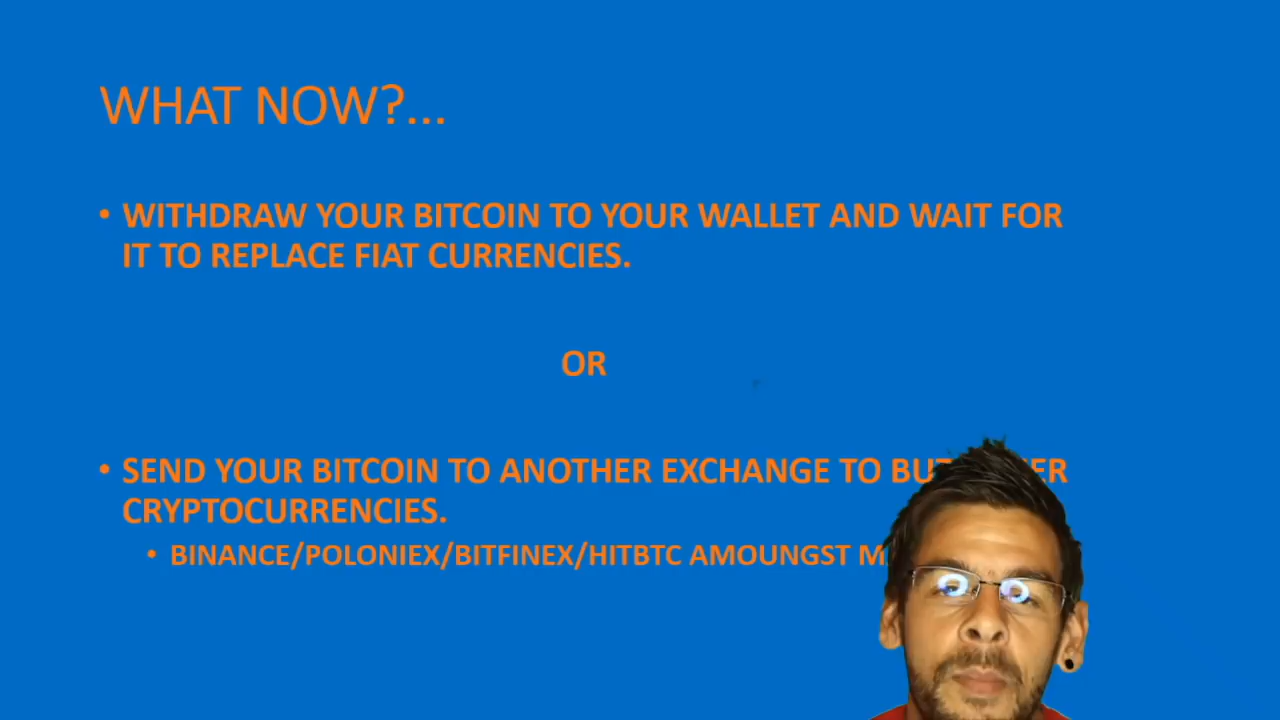 WHAT NOW?...
• WITHDRAW YOUR BITCOIN TO YOUR WALLET AND WAIT FOR
IT TO REPLACE FIAT CURRENCIES.
OR
• SEND YOUR BITCOIN TO ANOTHER EXCHANGE TO
CRYPTOCURRENCIES.
• BINANCE/POLONIEX/BITFINEX/HITBTC AMOUNGST